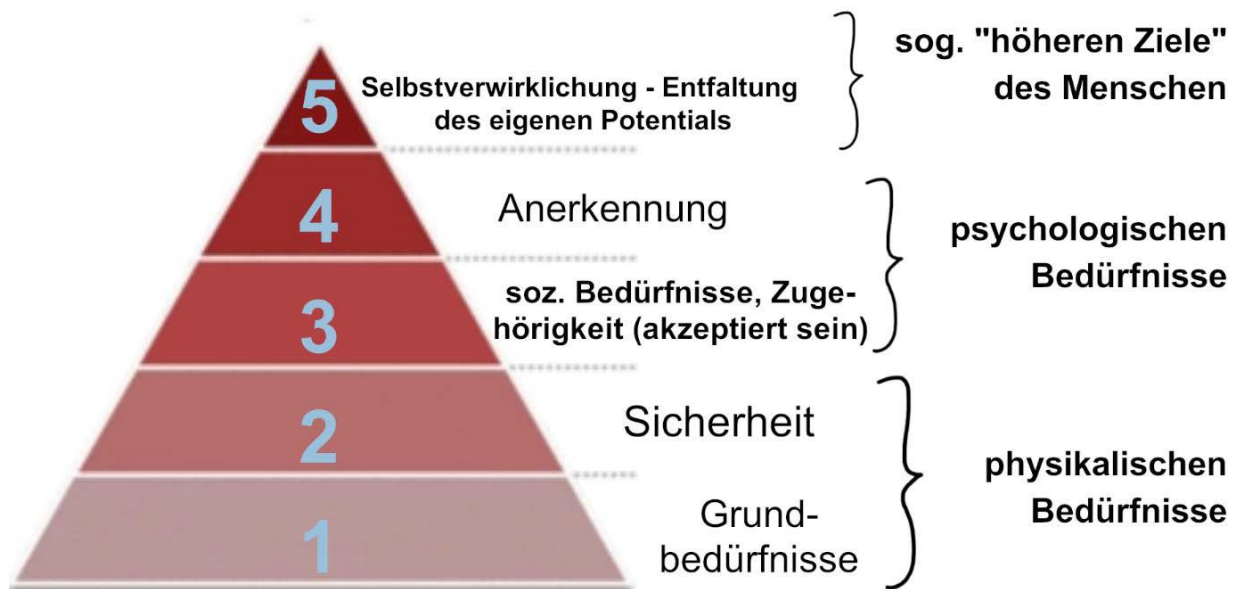 5
Selbstverwirklichung - Entfaltung
des eigenen Potentials
sog. "höheren Ziele"
des Menschen
4
Anerkennung
psychologischen
Bedürfnisse
3
soz. Bedürfnisse, Zuge-
hörigkeit (akzeptiert sein)
2
Sicherheit
physikalischen
Bedürfnisse
1
Grund-
bedürfnisse